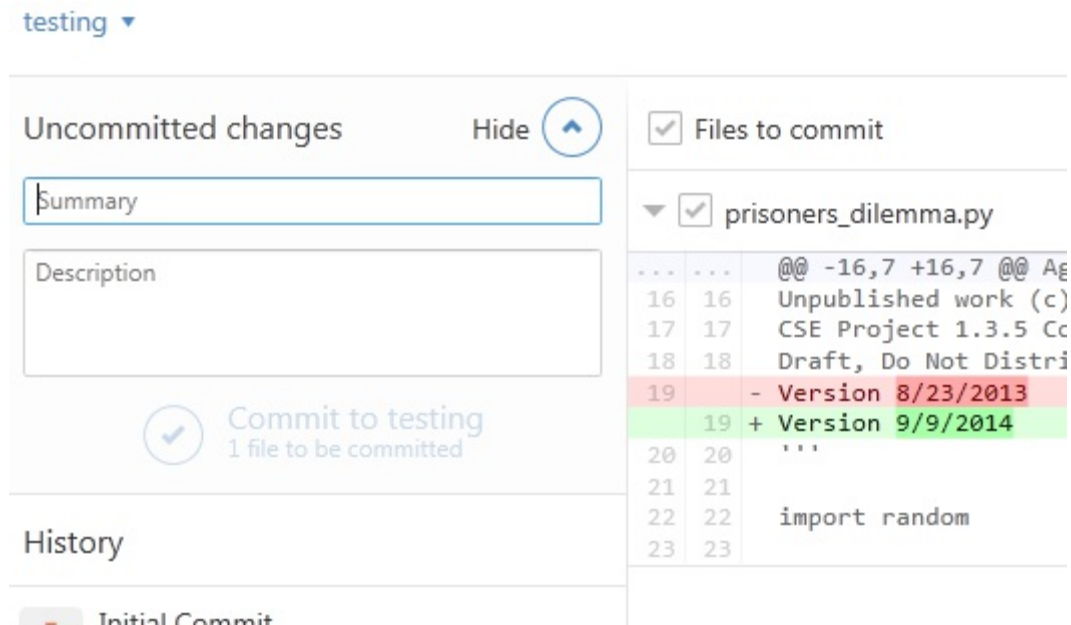 testing
Uncommitted changes
Hide
Summary
Description
Commit to testing
1 file to be committed
History
Initial Commit
Files to commit
prisoners_dilemma.py
... ... @@ -16,7 +16,7 @@
16 16 Unpublished work (c)
17 17 CSE Project 1.3.5
18 18 Draft, Do Not
19 - Version 8/23/2013
19 + Version 9/9/2014
20 20 '''
21 21
22 22 import random
23 23